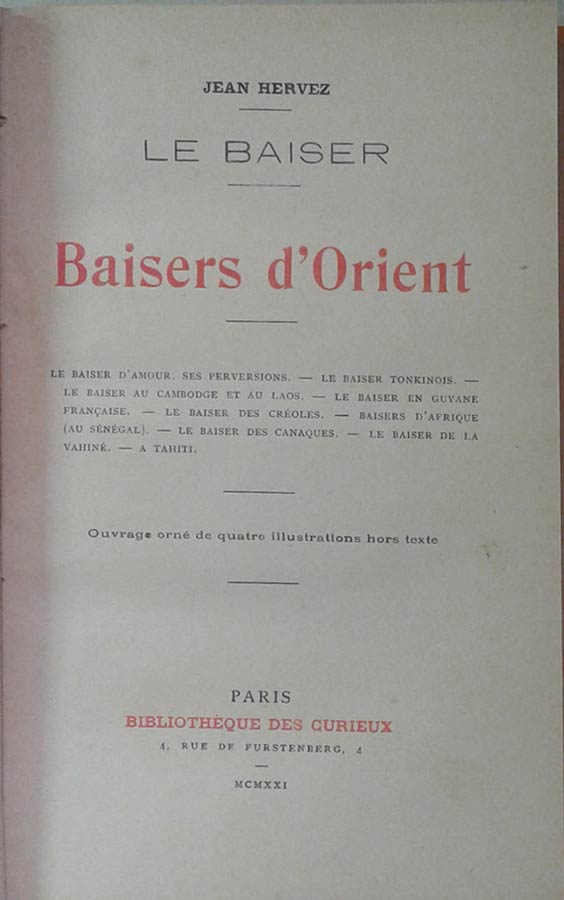 JEAN HERVEZ
LE BAISER
Baisers d'Orient
LE BAISER D'AMOUR. SES PERVERSIONS. — LE BAISER TONKINOIS. —
LE BAISER AU CAMBODGE ET AU LAOS. — LE BAISER EN GUYANE
FRANÇAISE. — LE BAISER DES CRÉOLES. — BAISERS D'AFRIQUE
(AU SÉNÉGAL). — LE BAISER DES CANAQUES. — LE BAISER DE LA
VAHINÉ. — A TAHITI.
Ouvrage orné de quatre illustrations hors texte
PARIS
BIBLIOTHÈQUE DES CURIEUX
4, RUE DE FURSTENBERG, 4
MCMXXI